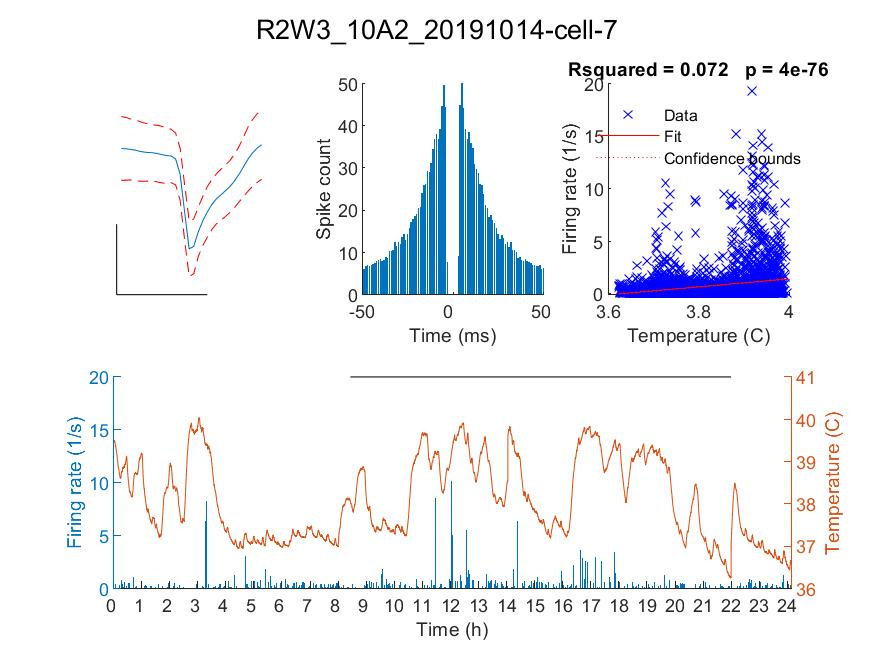 R2W3_10A2_20191014-cell-7
Spike count
50
40
30
20
10
0
-50
0
50
Time (ms)
Rsquared = 0.072 p = 4e-76
Firing rate (1/s)
20
15
10
5
0
Data
Fit
Confidence bounds
3.6
3.8
4
Temperature (C)
Firing rate (1/s)
20
15
10
5
0
41
40
39
38
37
36
Temperature (C)
0 1 2 3 4 5 6 7 8 9 10 11 12 13 14 15 16 17 18 19 20 21 22 23 24
Time (h)